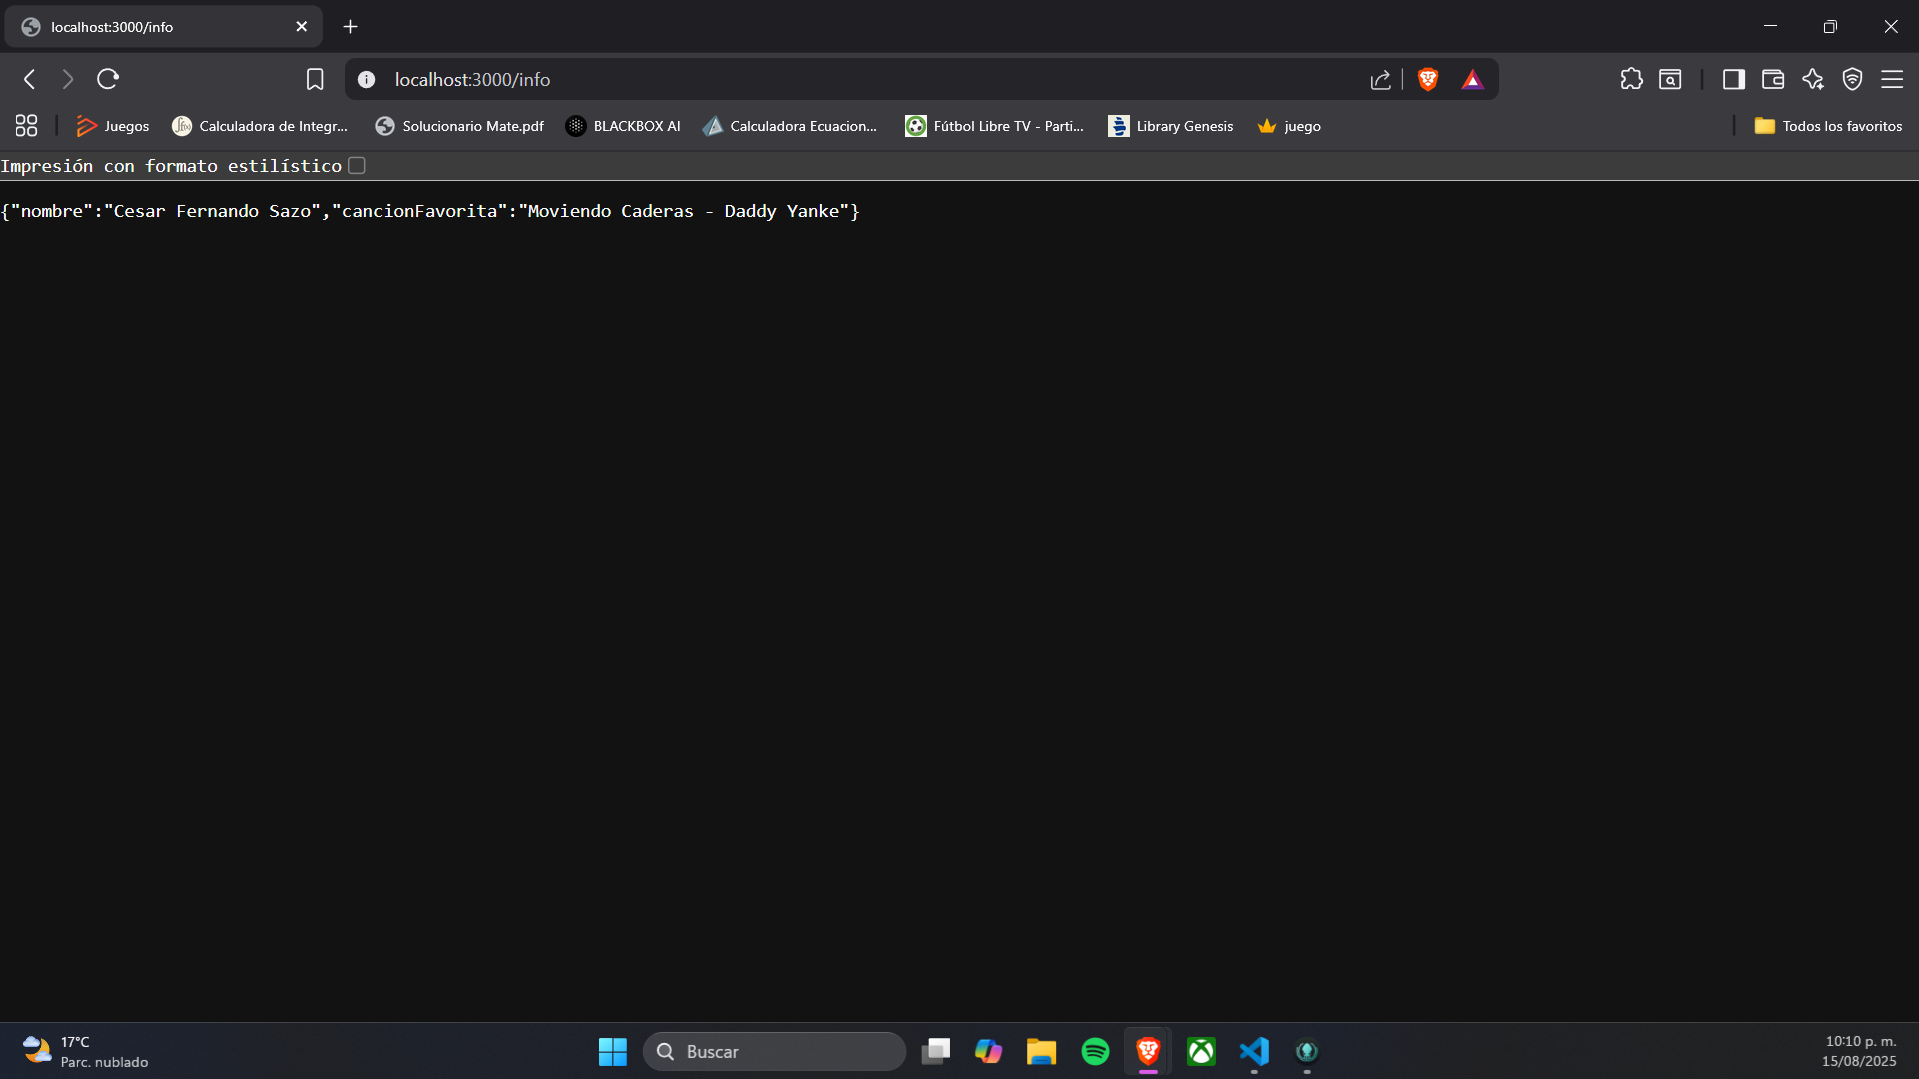 localhost:3000/info
localhost:3000/info
Juegos
Calculadora de Integr...
Solucionario Mate.pdf
BLACKBOX AI
Calculadora Ecuacion...
Fútbol Libre TV - Parti...
Library Genesis
juego
Todos los favoritos
Impresión con formato estilístico
{"nombre":"Cesar Fernando Sazo","cancionFavorita":"Moviendo Caderas - Daddy Yanke"}
17°C
Parc. nublado
Buscar
10:10 p. m.
15/08/2025